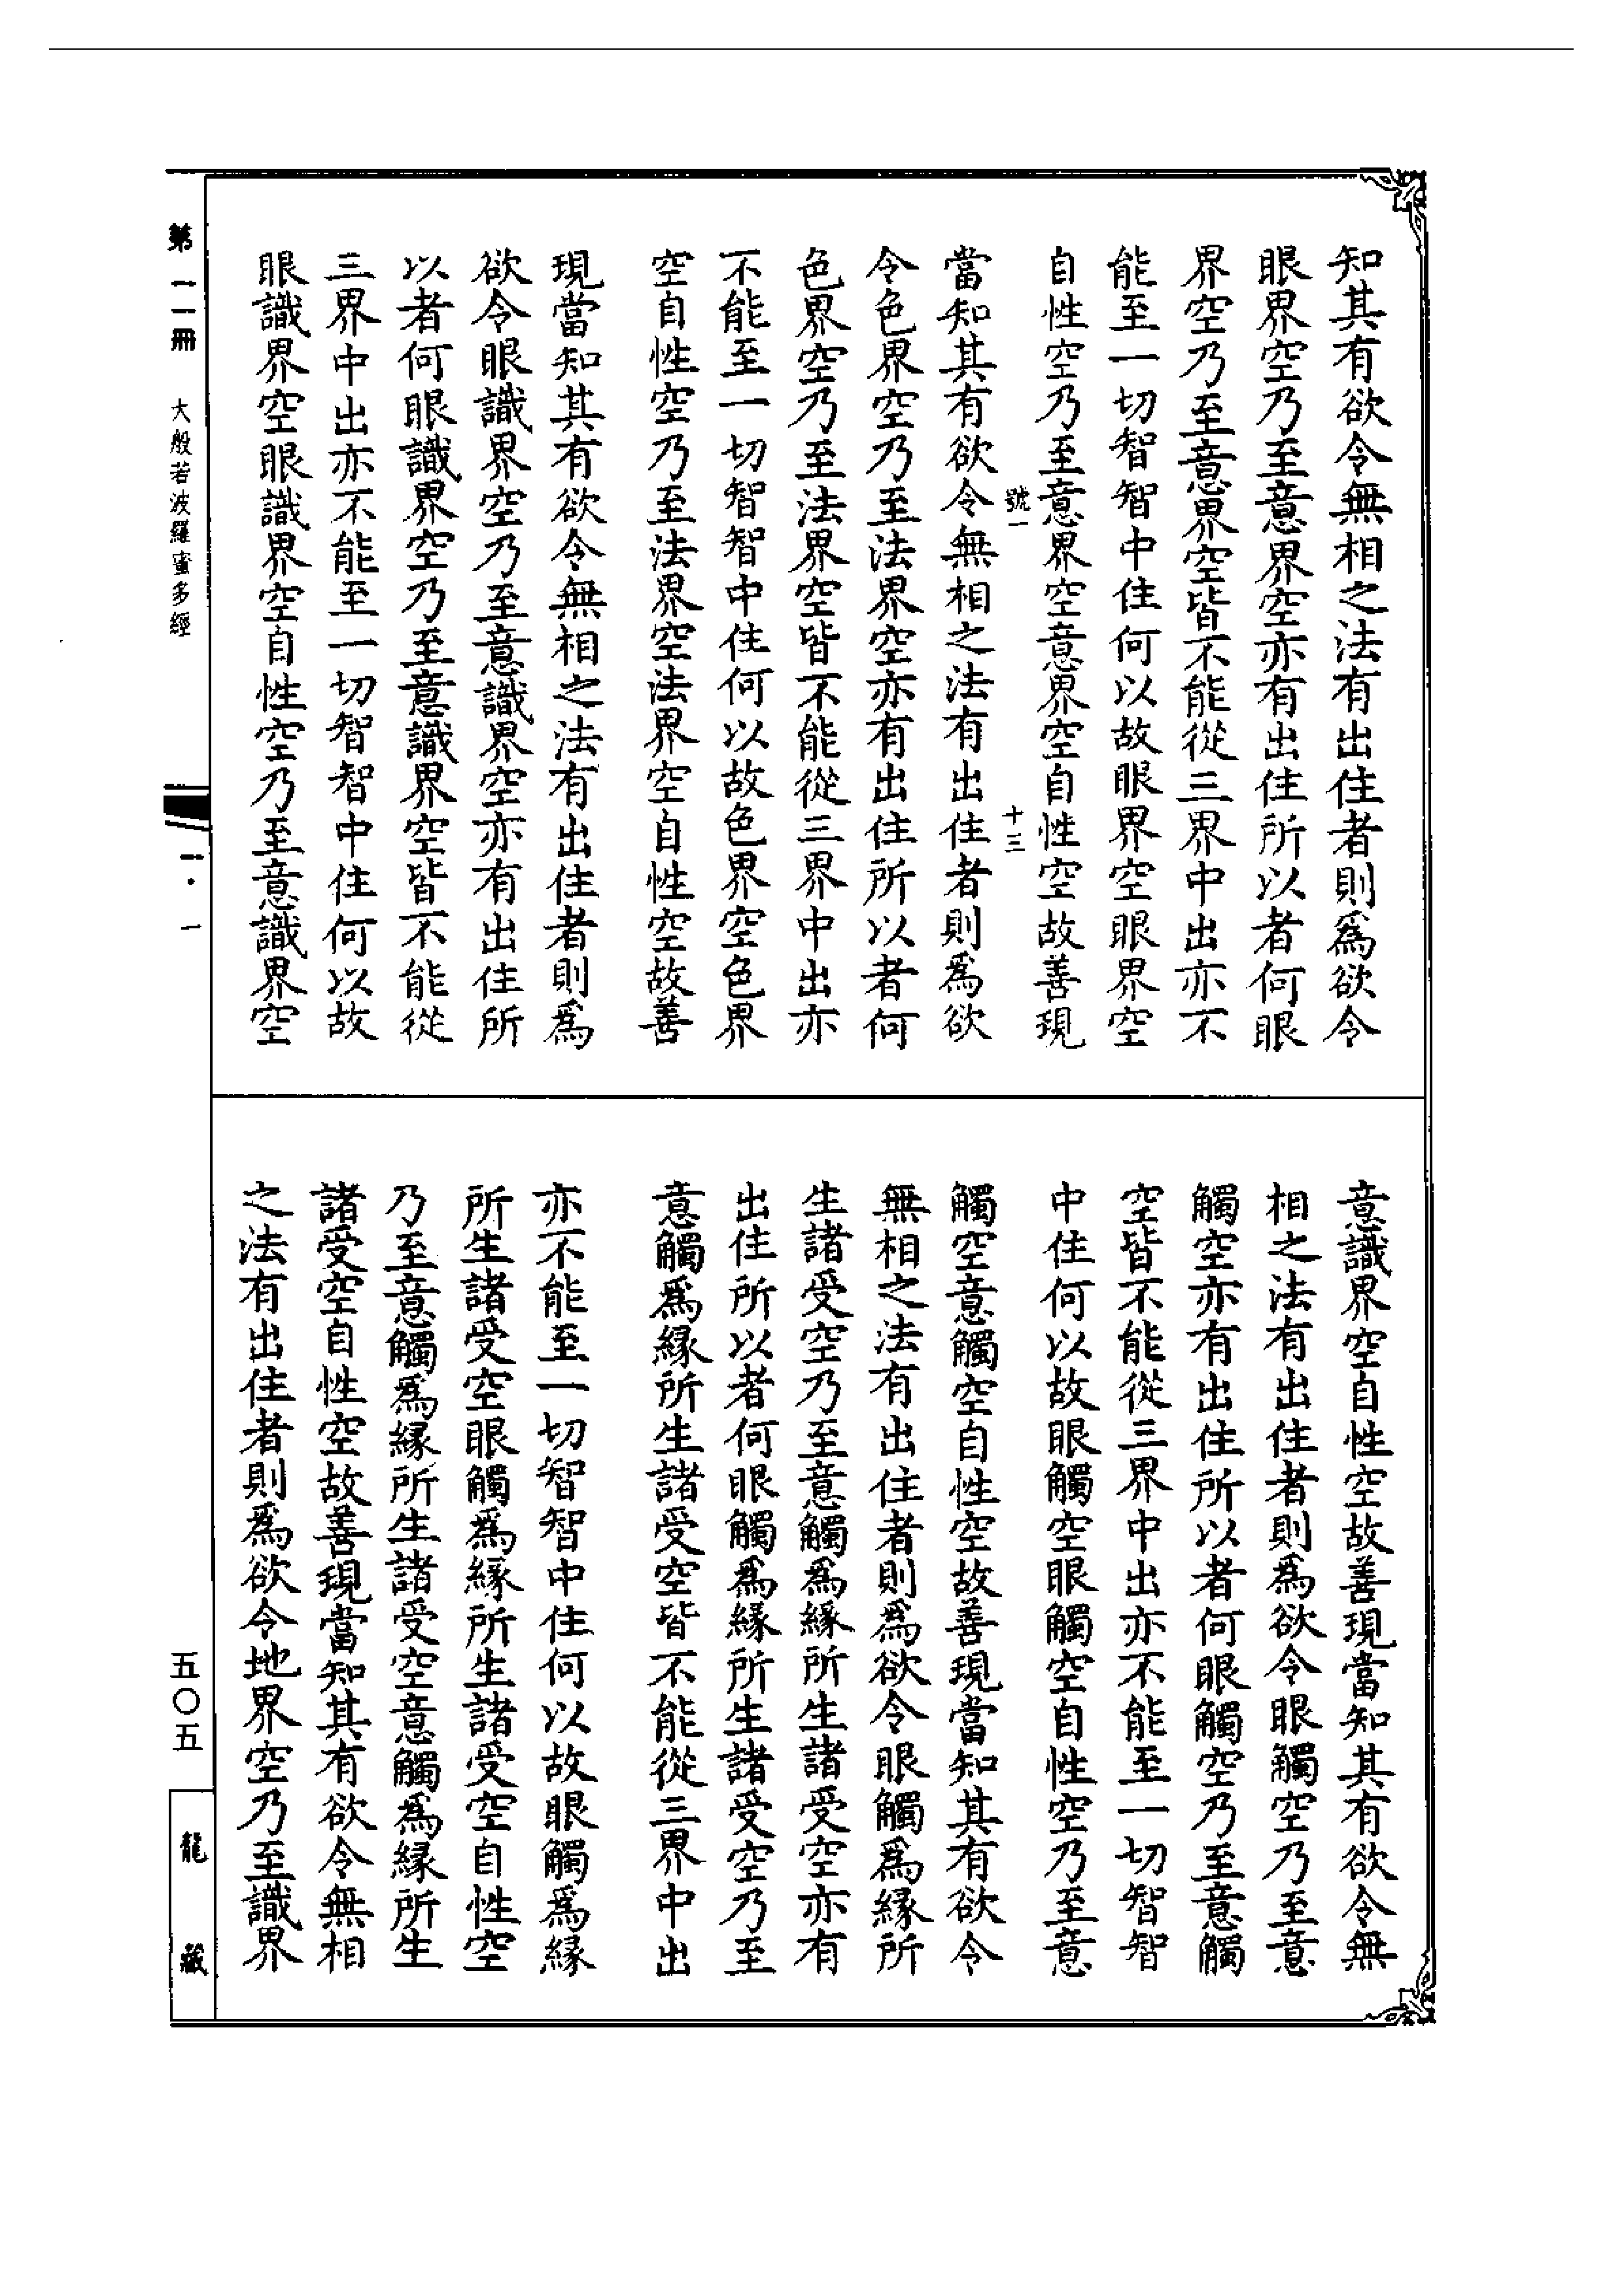 知其有欲令無相之法有出住者則為欲令
眼界空乃至意界空亦有出住所以者何眼
界空乃至意界空皆不能從三界中出亦不
能至一切智智中住何以故眼界空眼界空
自性空乃至意界空意界空自性空故善現
號一 十三
當知其有欲令無相之法有出住者則為欲
令色界空乃至法界空亦有出住所以者何
色界空乃至法界空皆不能從三界中出亦
不能至一切智智中住何以故色界空色界
空自性空乃至法界空法界空自性空故善
現當知其有欲令無相之法有出住者則為
欲令眼識界空乃至意識界空亦有出住所
以者何眼識界空乃至意識界空皆不能從
三界中出亦不能至一切智智中住何以故
眼識界空眼識界空自性空乃至意識界空
意識界空自性空故善現當知其有欲令無
相之法有出住者則為欲令眼觸空乃至意
觸空亦有出住所以者何眼觸空乃至意觸
空皆不能從三界中出亦不能至一切智智
中住何以故眼觸空眼觸空自性空乃至意
觸空意觸空自性空故善現當知其有欲令
無相之法有出住者則為欲令眼觸為緣所
生諸受空乃至意觸為緣所生諸受空亦有
出住所以者何眼觸為緣所生諸受空乃至
意觸為緣所生諸受空皆不能從三界中出
亦不能至一切智智中住何以故眼觸為緣
所生諸受空眼觸為緣所生諸受空自性空
乃至意觸為緣所生諸受空意觸為緣所生
諸受空自性空故善現當知其有欲令無相
之法有出住者則為欲令地界空乃至識界
第一一冊 大般若波羅蜜多經 一·一 五〇五 龍藏